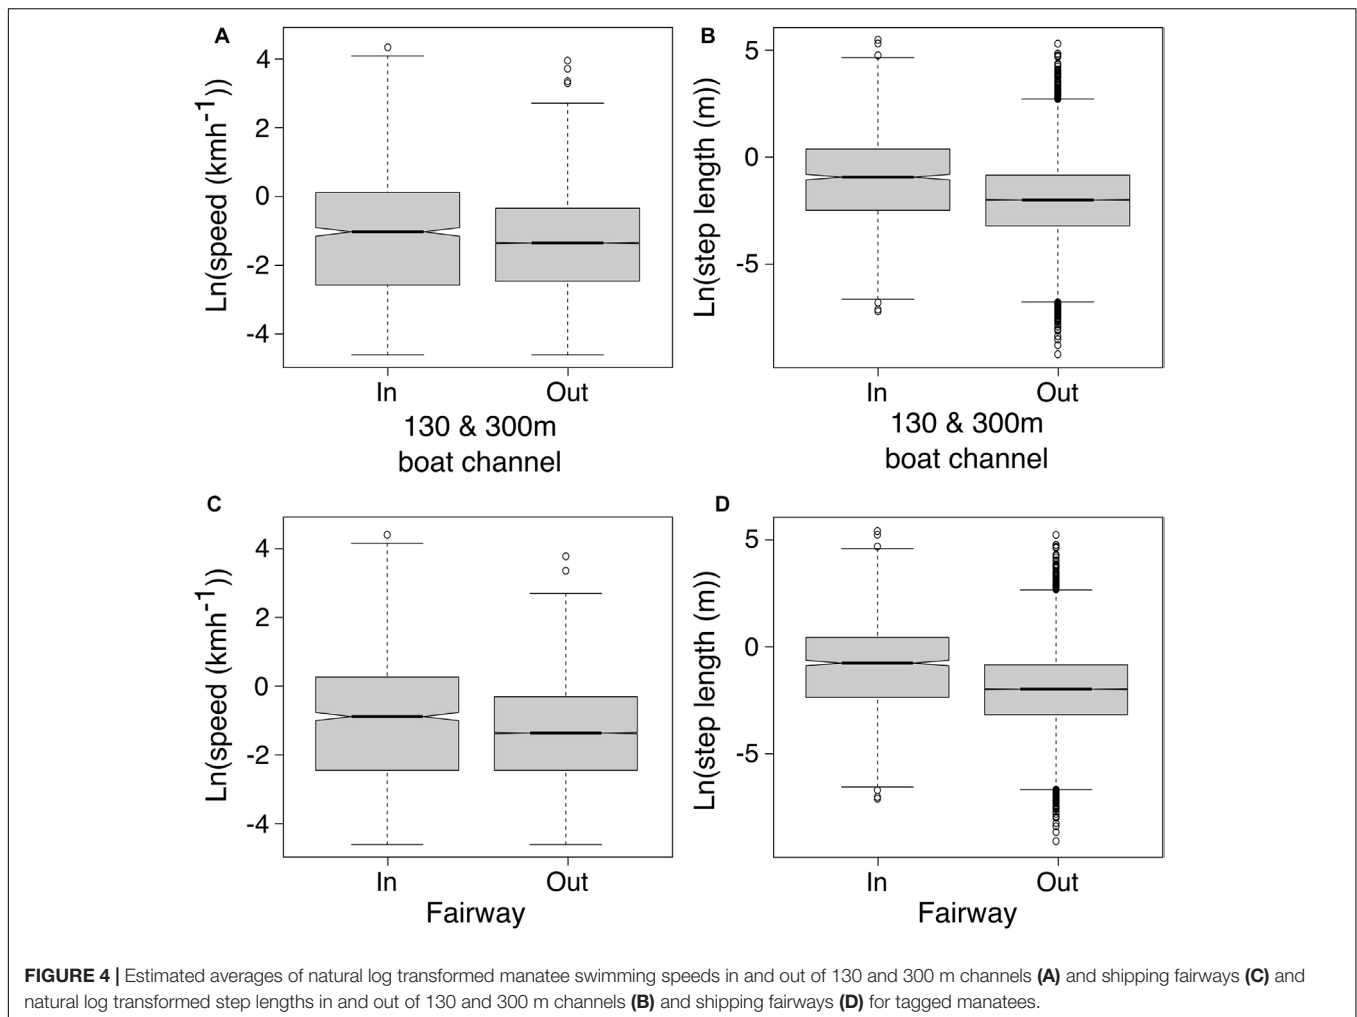 A
Ln(speed (kmh⁻¹))
4
2
0
-2
-4
In
Out
130 & 300m
boat channel
B
Ln(step length (m))
5
0
-5
In
Out
130 & 300m
boat channel
C
Ln(speed (kmh⁻¹))
4
2
0
-2
-4
In
Out
Fairway
D
Ln(step length (m))
5
0
-5
In
Out
Fairway
FIGURE 4 | Estimated averages of natural log transformed manatee swimming speeds in and out of 130 and 300 m channels (A) and shipping fairways (C) and
natural log transformed step lengths in and out of 130 and 300 m channels (B) and shipping fairways (D) for tagged manatees.